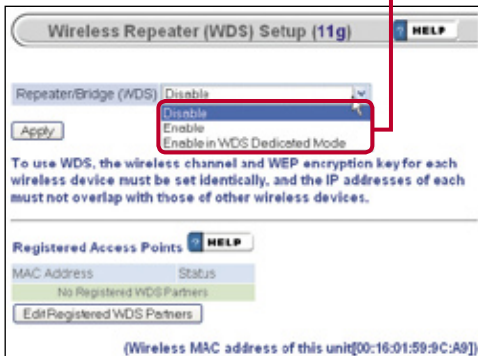 Wireless Repeater (WDS) Setup (11g)
? HELP
Repeater/Bridge (WDS) Disable
Disable
Enable
Enable in WDS Dedicated Mode
Apply
To use WDS, the wireless channel and WEP encryption key for each
wireless device must be set identically, and the IP addresses of each
must not overlap with those of other wireless devices.
Registered Access Points ? HELP
MAC Address Status
No Registered WDS Partners
Edit Registered WDS Partners
(Wireless MAC address of this unit[00:16:01:59:9C:A9])